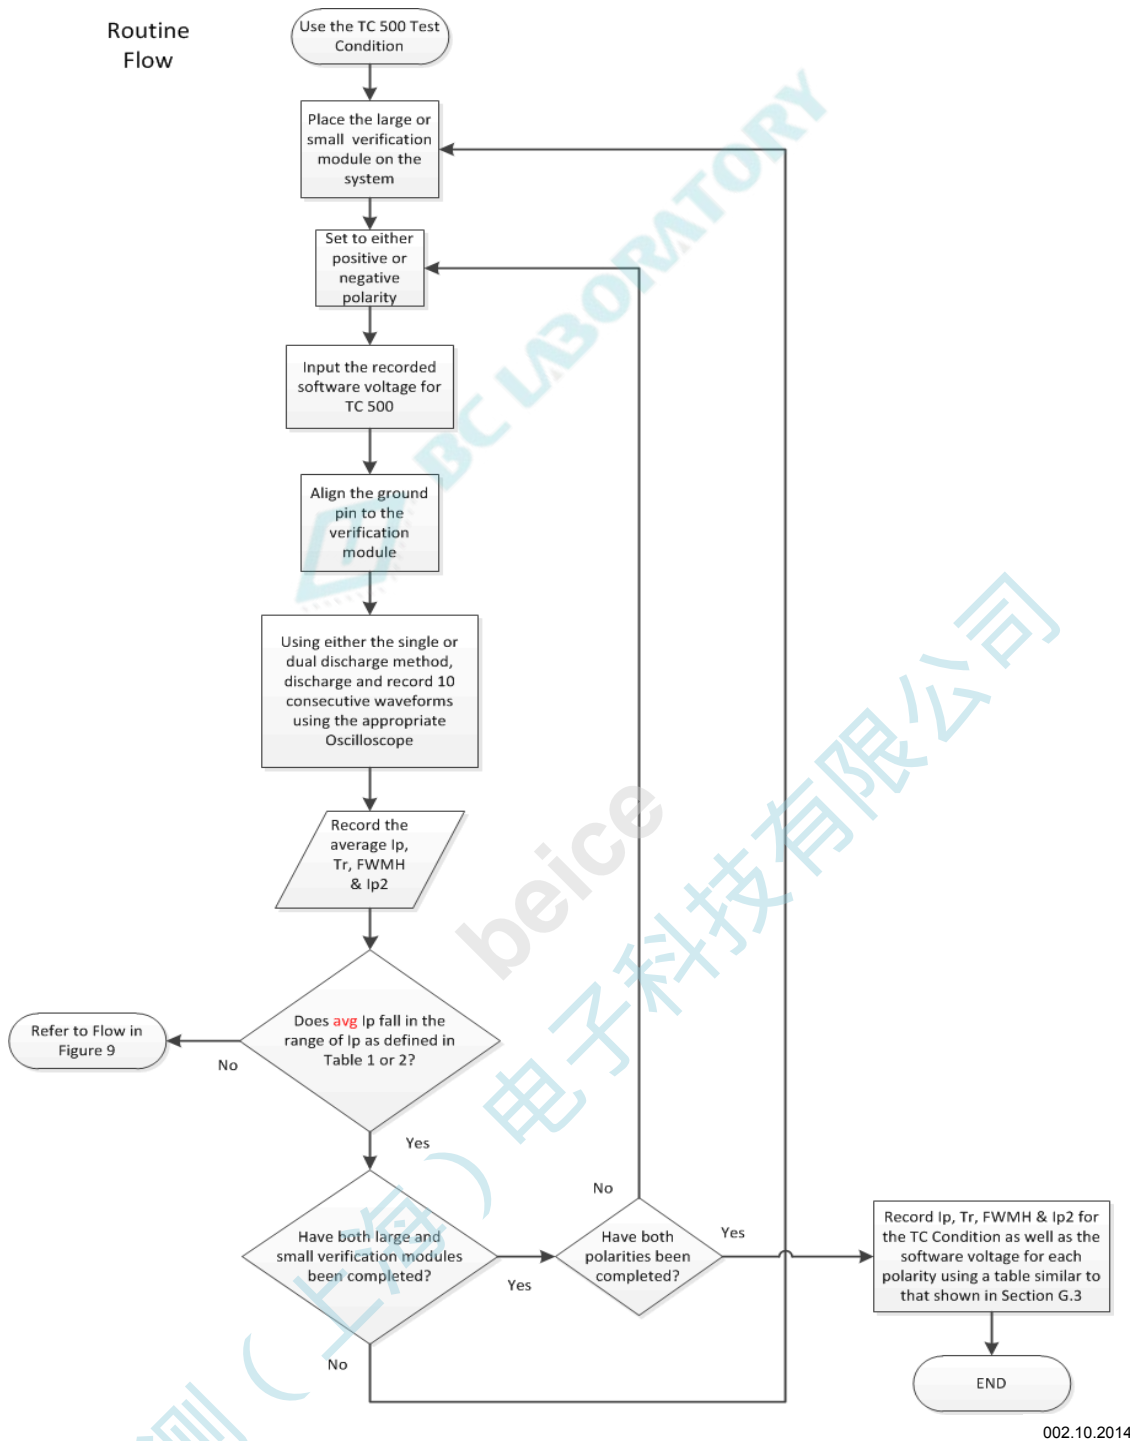 Routine
Flow
Use the TC 500 Test
Condition
Place the large or
small verification
module on the
system
Set to either
positive or
negative
polarity
Input the recorded
software voltage for
TC 500
Align the ground
pin to the
verification
module
Using either the single or
dual discharge method,
discharge and record 10
consecutive waveforms
using the appropriate
Oscilloscope
Record the
average Ip,
Tr, FWMH
& Ip2
Does avg Ip fall in the
range of Ip as defined in
Table 1 or 2?
No
Refer to Flow in
Figure 9
Yes
Have both large and
small verification modules
been completed?
Yes
No
Have both
polarities been
completed?
No
Yes
Record Ip, Tr, FWMH & Ip2 for
the TC Condition as well as the
software voltage for each
polarity using a table similar to
that shown in Section G.3
END
BC LABORATORY
beice
测（上海）电子科技有限公司
002.10.2014